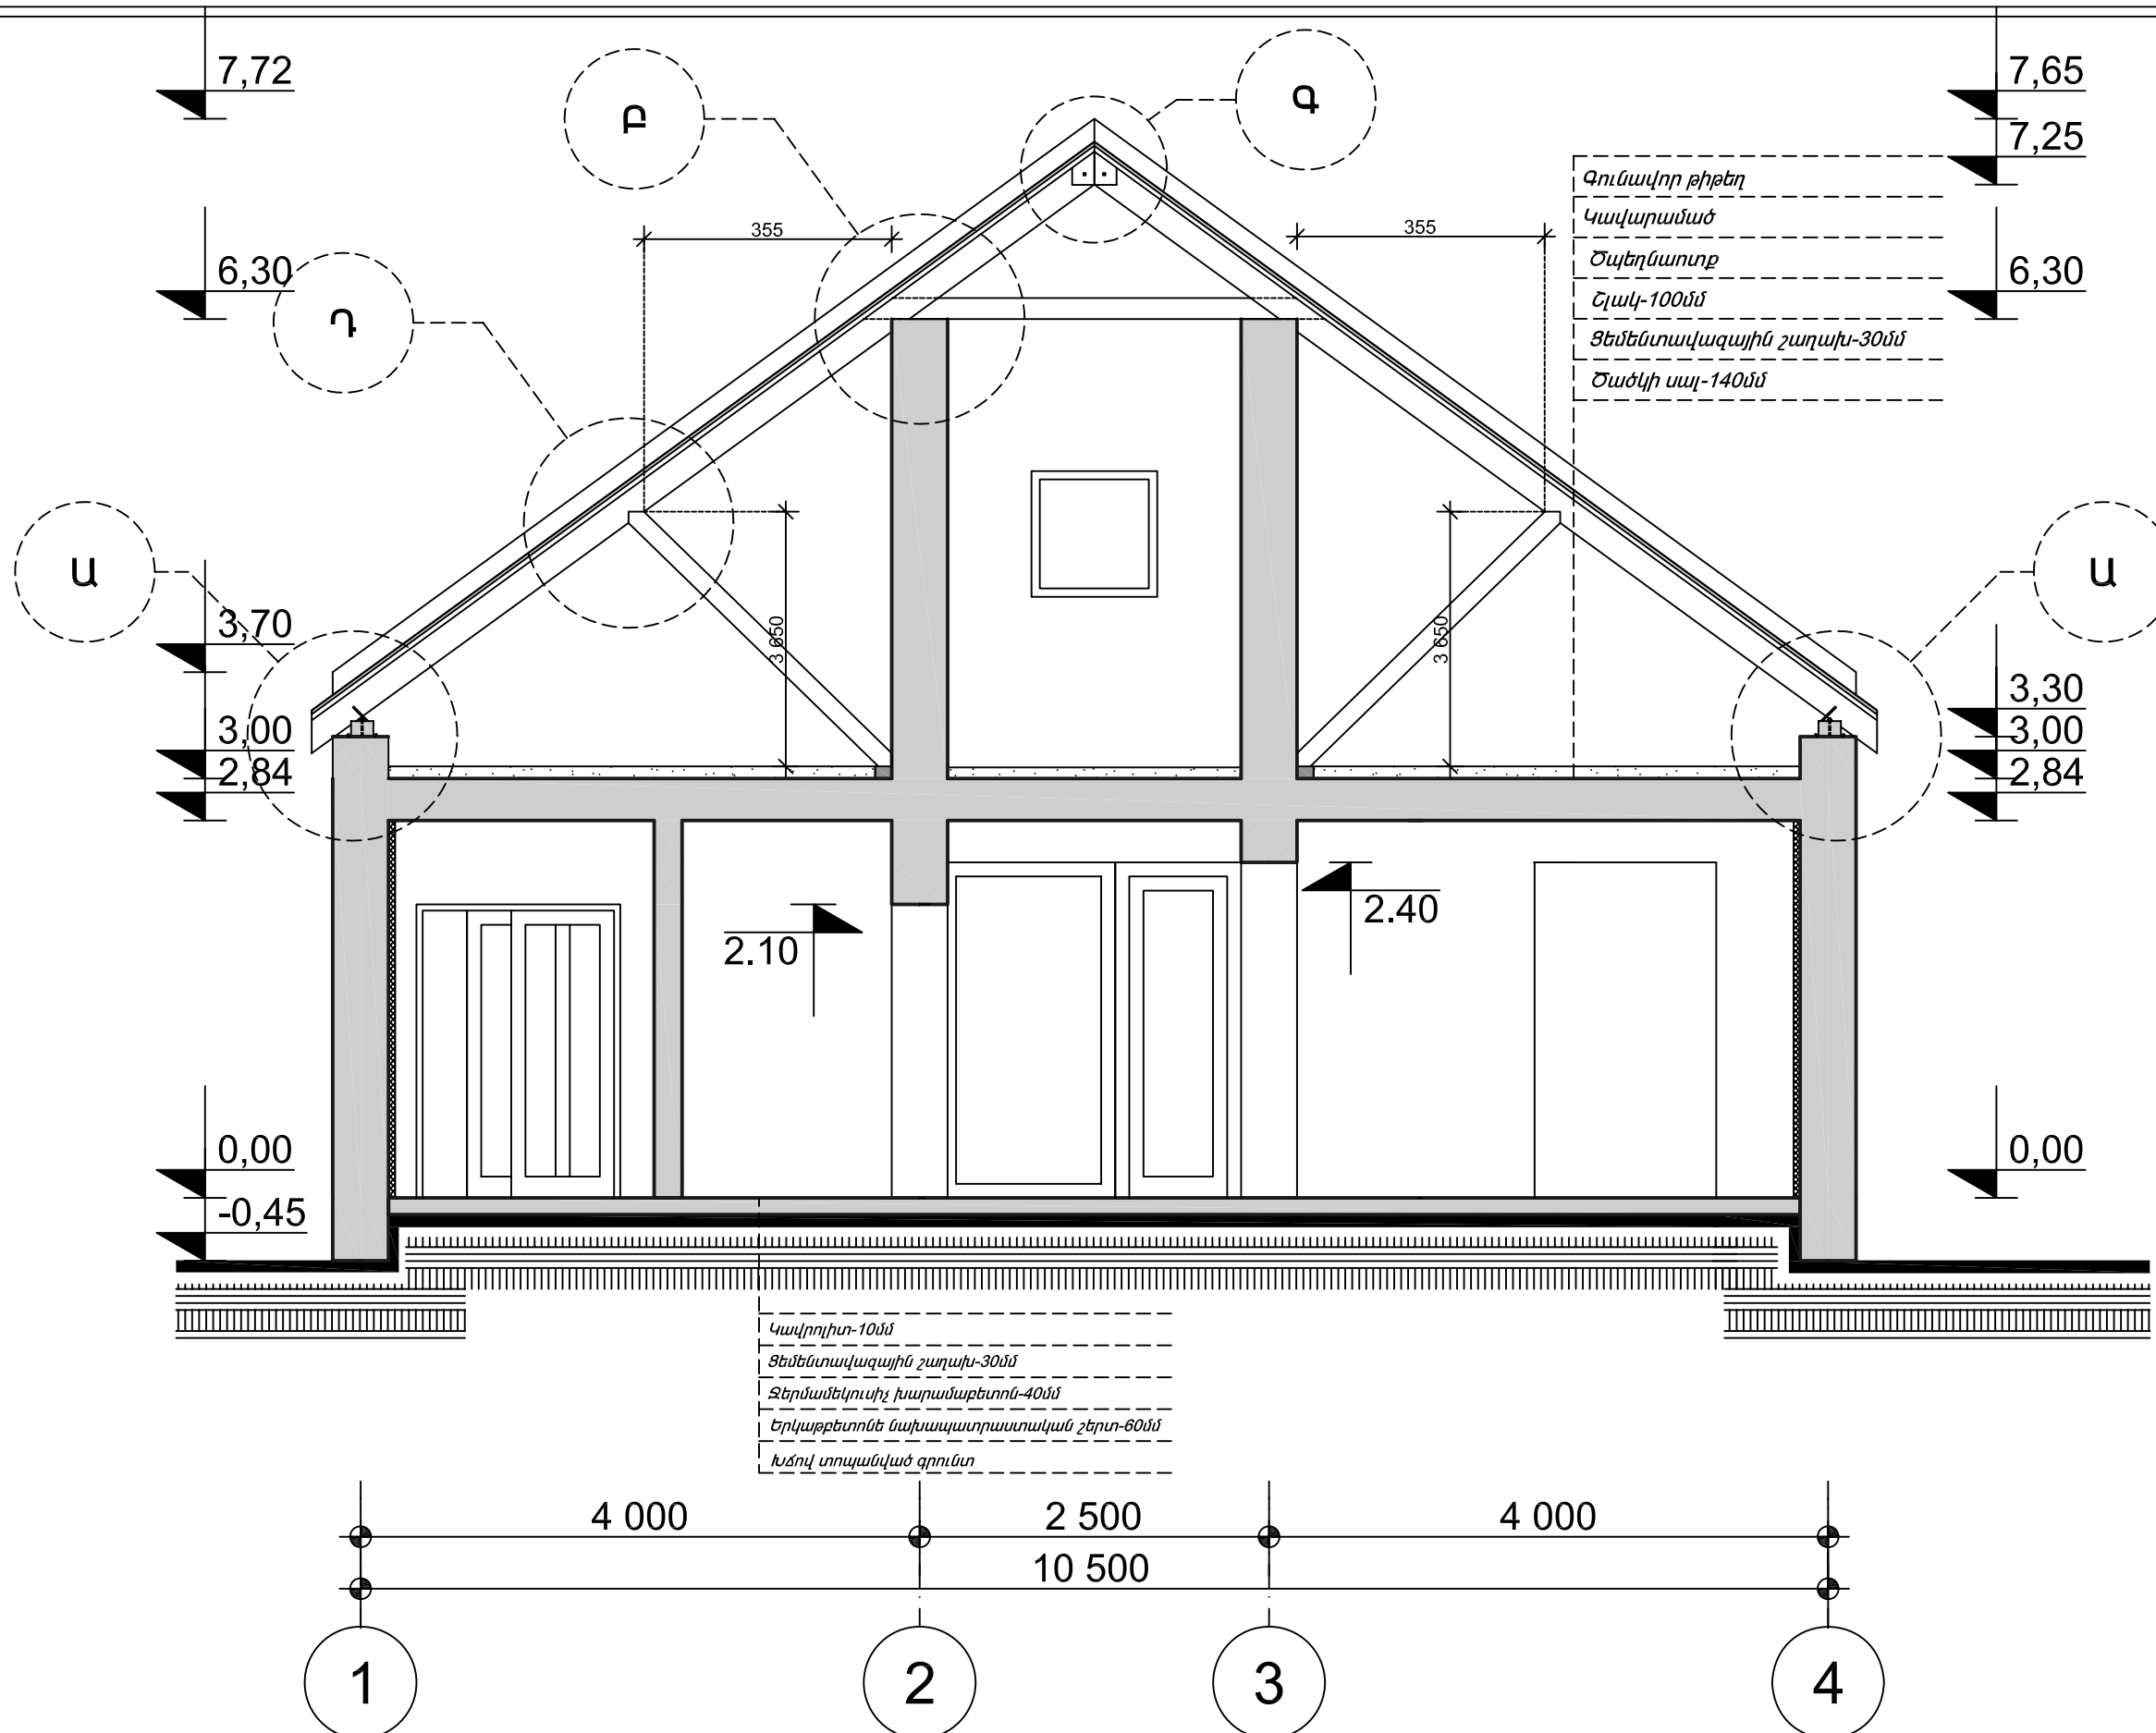 7,72
7,65
Բ
Գ
7,25
Գունավոր թիթեղ
Կավարամած
Ծպեղնաոտք
Շլակ-100մմ
Ցեմենտավազային շաղախ-30մմ
Ծածկի սալ-140մմ
355
355
6,30
6,30
Դ
Ա
Ա
3,70
3 650
3 650
3,30
3,00
3,00
2,84
2,84
2.10
2.40
0,00
0,00
-0,45
Կավրոլիտ-10մմ
Ցեմենտավազային շաղախ-30մմ
Ջերմամեկուսիչ խարամաբետոն-40մմ
Երկաթբետոնե նախապատրաստական շերտ-60մմ
Խճով տոպանված գրունտ
4 000
2 500
4 000
10 500
1
2
3
4